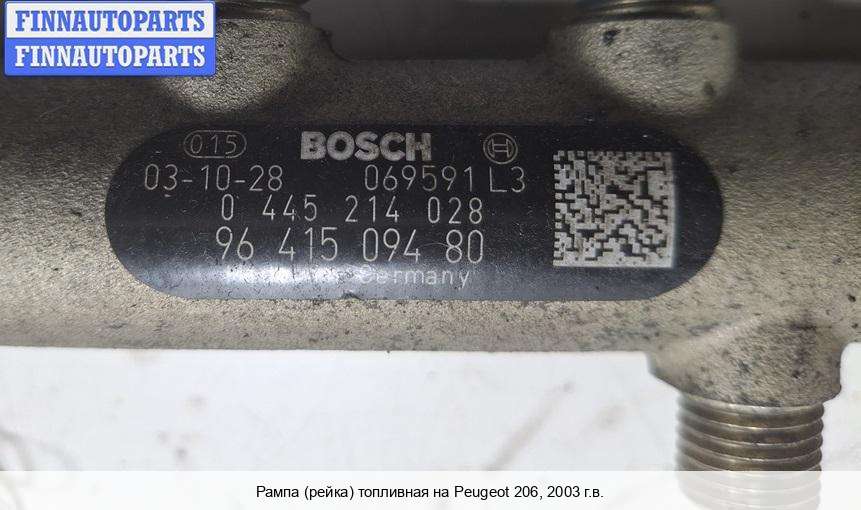 FINNAUTOPARTS
FINNAUTOPARTS
015 BOSCH
03-10-28 069591 L3
0 445 214 028
96 415 094 80
Germany
Рампа (рейка) топливная на Peugeot 206, 2003 г.в.